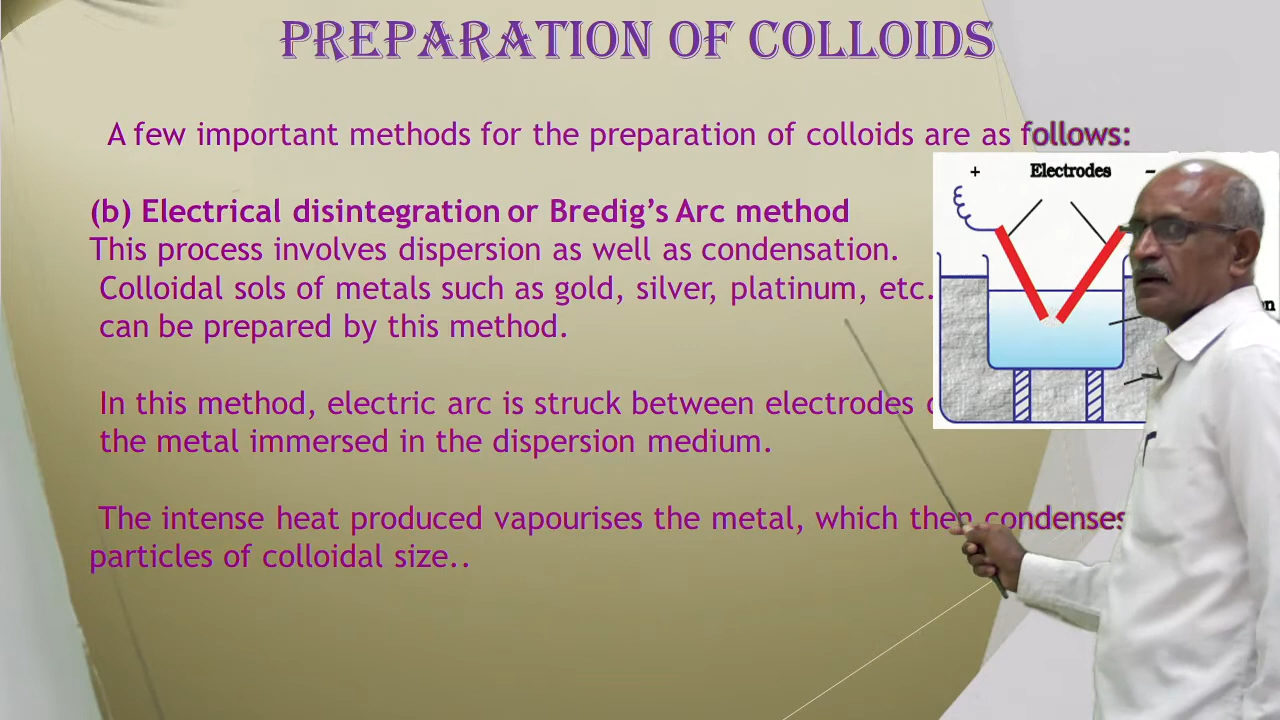 PREPARATION OF COLLOIDS
A few important methods for the preparation of colloids are as follows:
+ Electrodes –
(b) Electrical disintegration or Bredig's Arc method
This process involves dispersion as well as condensation.
Colloidal sols of metals such as gold, silver, platinum, etc.
can be prepared by this method.
In this method, electric arc is struck between electrodes
the metal immersed in the dispersion medium.
The intense heat produced vapourises the metal, which then condenses
particles of colloidal size..